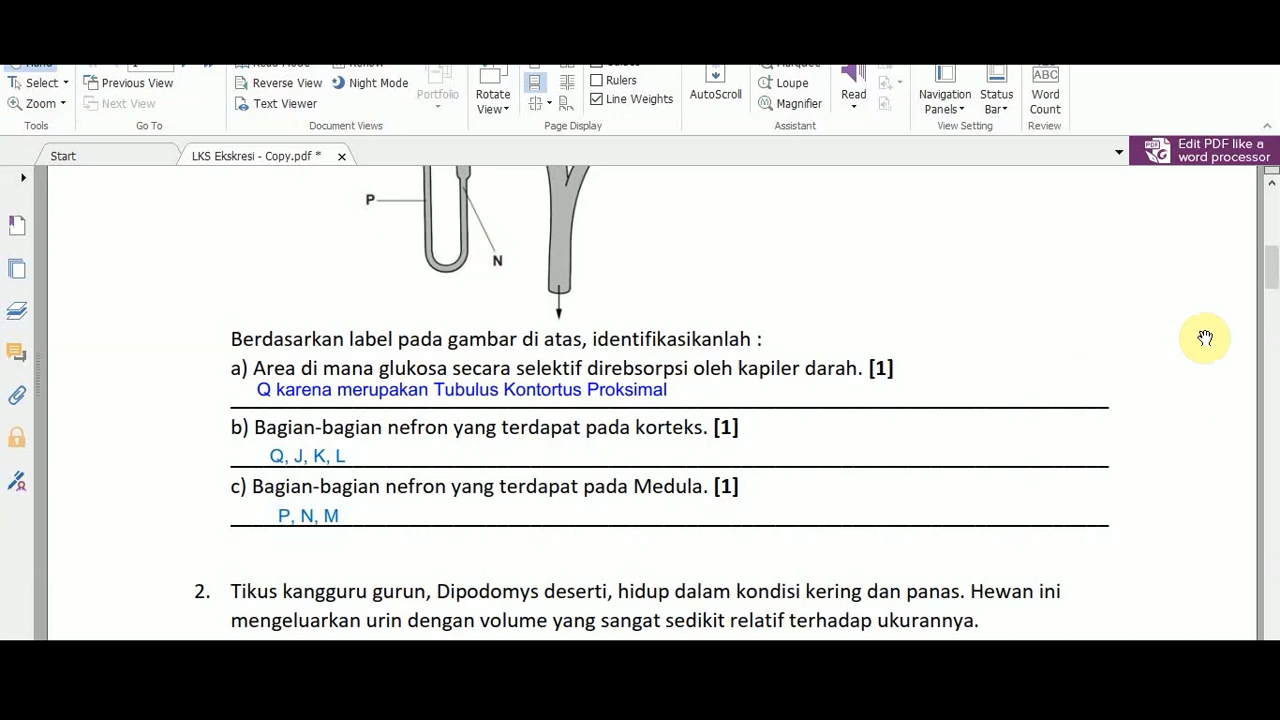 Select
Zoom
Tools
Previous View
Next View
Go To
Reverse View
Night Mode
Text Viewer
Document Views
Portfolio
Rotate
View
Rulers
Line Weights
Page Display
AutoScroll
Loupe
Magnifier
Assistant
Read
Navigation
Panels
Status
Bar
View Setting
ABC
Word
Count
Review
Start
LKS Ekskresi - Copy.pdf *
Edit PDF like a
word processor
P
N
Berdasarkan label pada gambar di atas, identifikasikanlah :
a) Area di mana glukosa secara selektif direbsorpsi oleh kapiler darah. [1]
Q karena merupakan Tubulus Kontortus Proksimal
b) Bagian-bagian nefron yang terdapat pada korteks. [1]
Q, J, K, L
c) Bagian-bagian nefron yang terdapat pada Medula. [1]
P, N, M
2. Tikus kangguru gurun, Dipodomys deserti, hidup dalam kondisi kering dan panas. Hewan ini
mengeluarkan urin dengan volume yang sangat sedikit relatif terhadap ukurannya.